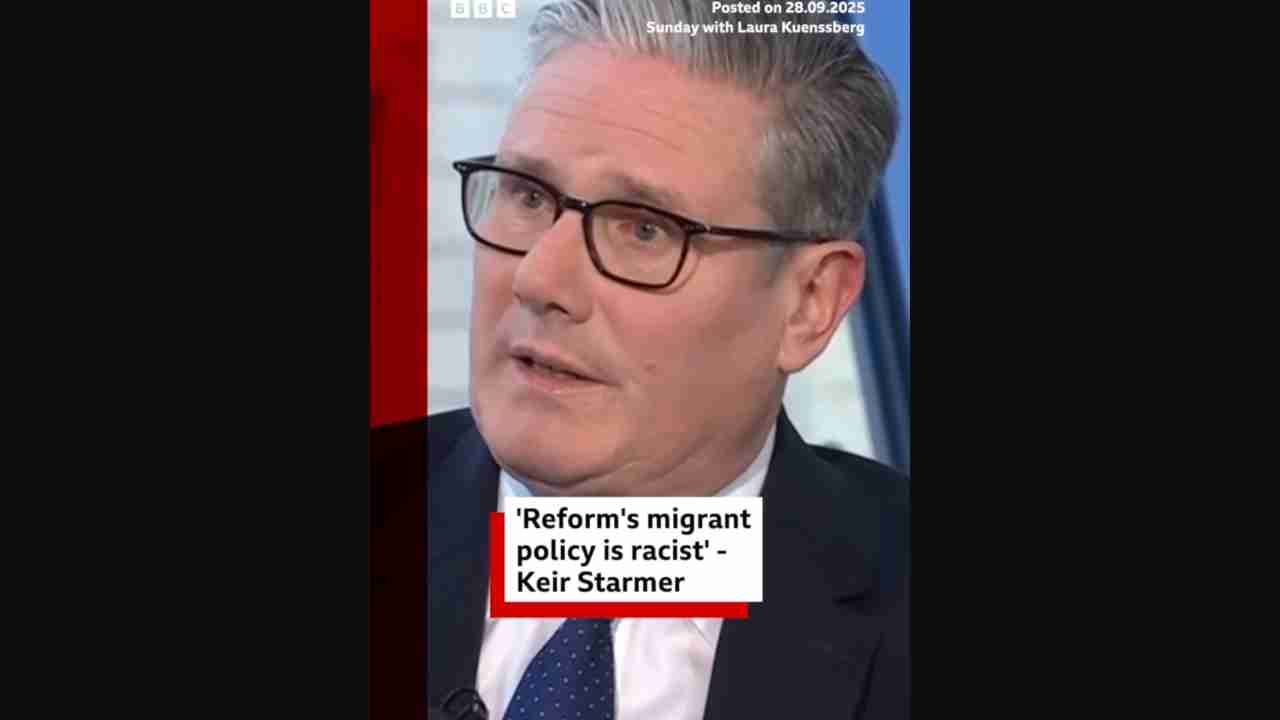 BBC
Posted on 28.09.2025
Sunday with Laura Kuenssberg
'Reform's migrant
policy is racist' -
Keir Starmer